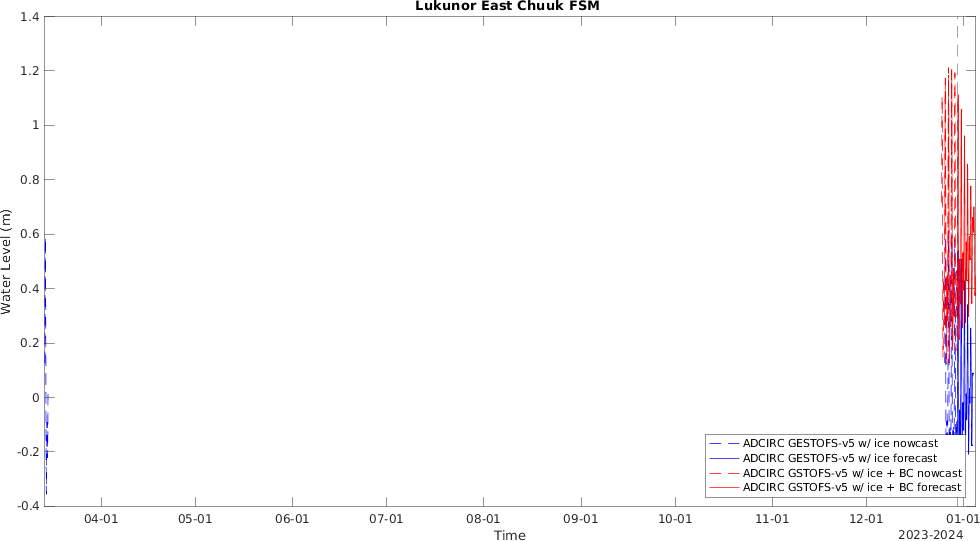 Lukunor East Chuuk FSM
1.4
1.2
1
0.8
0.6
0.4
0.2
0
-0.2
-0.4
Water Level (m)
ADCIRC GESTOFS-v5 w/ ice nowcast
ADCIRC GESTOFS-v5 w/ ice forecast
ADCIRC GSTOFS-v5 w/ ice + BC nowcast
ADCIRC GSTOFS-v5 w/ ice + BC forecast
04-01 05-01 06-01 07-01 08-01 09-01 10-01 11-01 12-01 01-01
Time
2023-2024